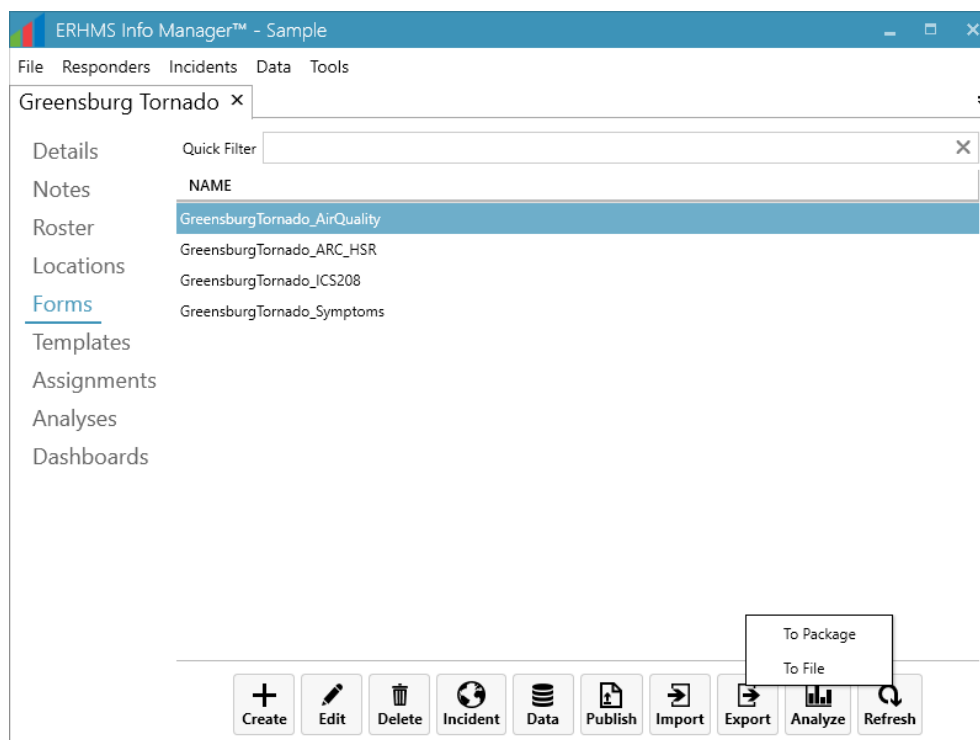 ERHMS Info Manager™ - Sample
File Responders Incidents Data Tools
Greensburg Tornado ×
Details
Notes
Roster
Locations
Forms
Templates
Assignments
Analyses
Dashboards
Quick Filter
NAME
GreensburgTornado_AirQuality
GreensburgTornado_ARC_HSR
GreensburgTornado_ICS208
GreensburgTornado_Symptoms
To Package
To File
Create Edit Delete Incident Data Publish Import Export Analyze Refresh